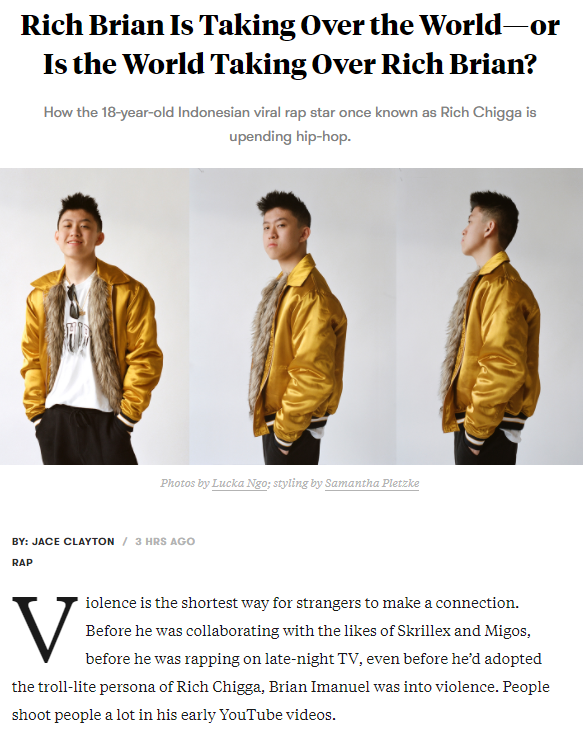 Rich Brian Is Taking Over the World—or
Is the World Taking Over Rich Brian?
How the 18-year-old Indonesian viral rap star once known as Rich Chigga is
upending hip-hop.
Photos by Lucka Ngo; styling by Samantha Pletzke
BY: JACE CLAYTON / 3 HRS AGO
RAP
Violence is the shortest way for strangers to make a connection.
Before he was collaborating with the likes of Skrillex and Migos,
before he was rapping on late-night TV, even before he’d adopted
the troll-lite persona of Rich Chigga, Brian Imanuel was into violence. People
shoot people a lot in his early YouTube videos.